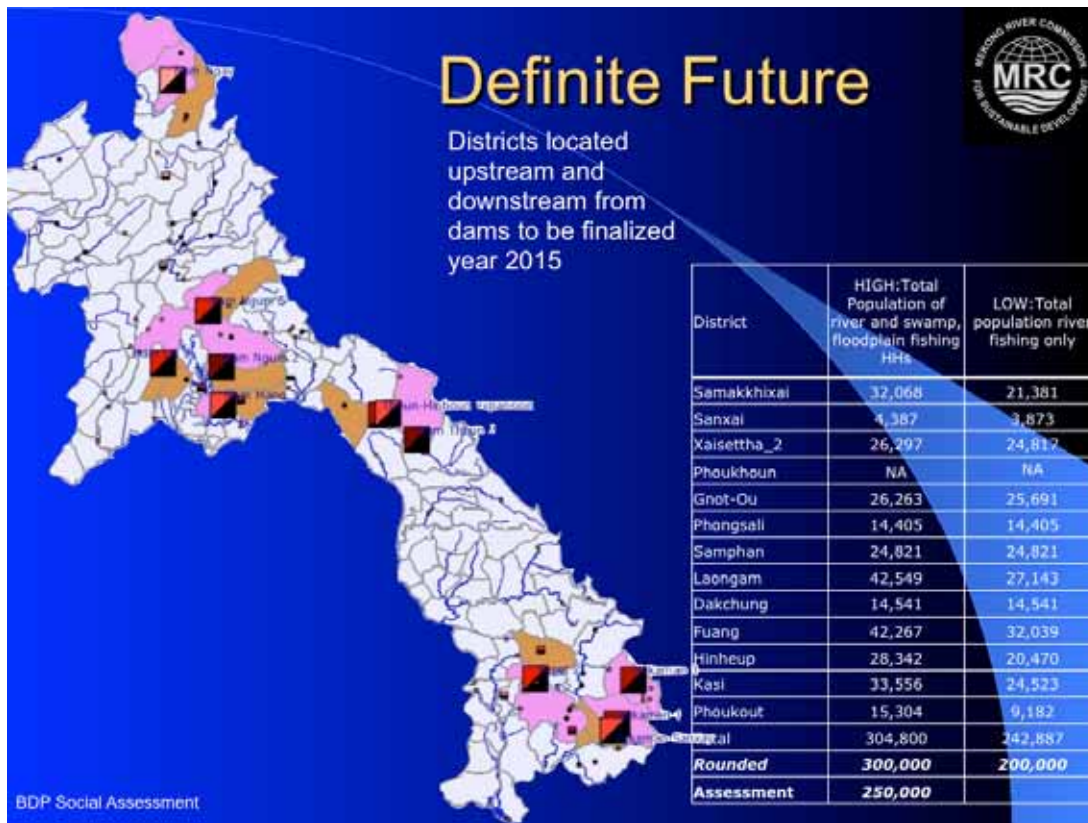 Definite Future
MEKONG RIVER COMMISSION
MRC
FOR SUSTAINABLE DEVELOPMENT
Districts located
upstream and
downstream from
dams to be finalized
year 2015
District | HIGH:Total Population of river and swamp, floodplain fishing HHs | LOW:Total population river fishing only
Samakkhixai 32,068 21,381
Sanxai 4,387 3,873
Xaisettha_2 26,297 24,817
Phoukhoun NA NA
Gnot-Ou 26,263 25,691
Phongsali 14,405 14,405
Samphan 24,821 24,821
Laongam 42,549 27,143
Dakchung 14,541 14,541
Fuang 42,267 32,039
Hinheup 28,342 20,470
Kasi 33,556 24,523
Phoukout 15,304 9,182
Total 304,800 242,887
Rounded 300,000 200,000
Assessment 250,000
BDP Social Assessment